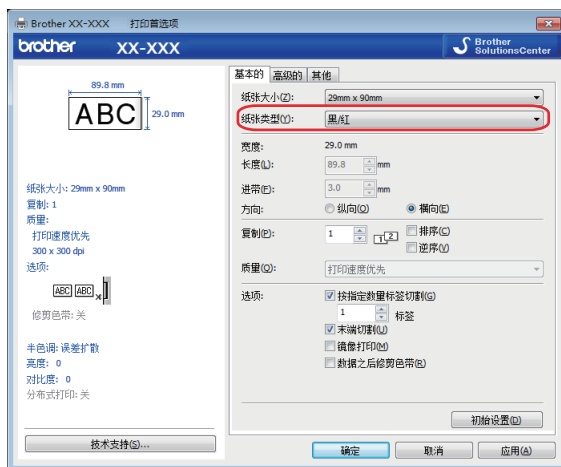 Brother XX-XXX 打印首选项
brother XX-XXX
Brother
SolutionsCenter
89.8 mm
ABC
29.0 mm
纸张大小: 29mm x 90mm
复制: 1
质量:
打印速度优先
300 x 300 dpi
选项:
ABC ABC x
修剪色带: 关
半色调: 误差扩散
亮度: 0
对比度: 0
分布式打印: 关
技术支持(S)...
基本的 高级的 其他
纸张大小(Z): 29mm x 90mm
纸张类型(Y): 黑/红
宽度: 29.0 mm
长度(L): 89.8 mm
进带(F): 3.0 mm
方向: 纵向(O) 横向(E)
复制(P): 1 1 2 排序(C)
逆序(V)
质量(Q): 打印速度优先
选项: 按指定数量标签切割(G)
1 标签
末端切割(U)
镜像打印(M)
数据之后修剪色带(R)
初始设置(D)
确定 取消 应用(A)